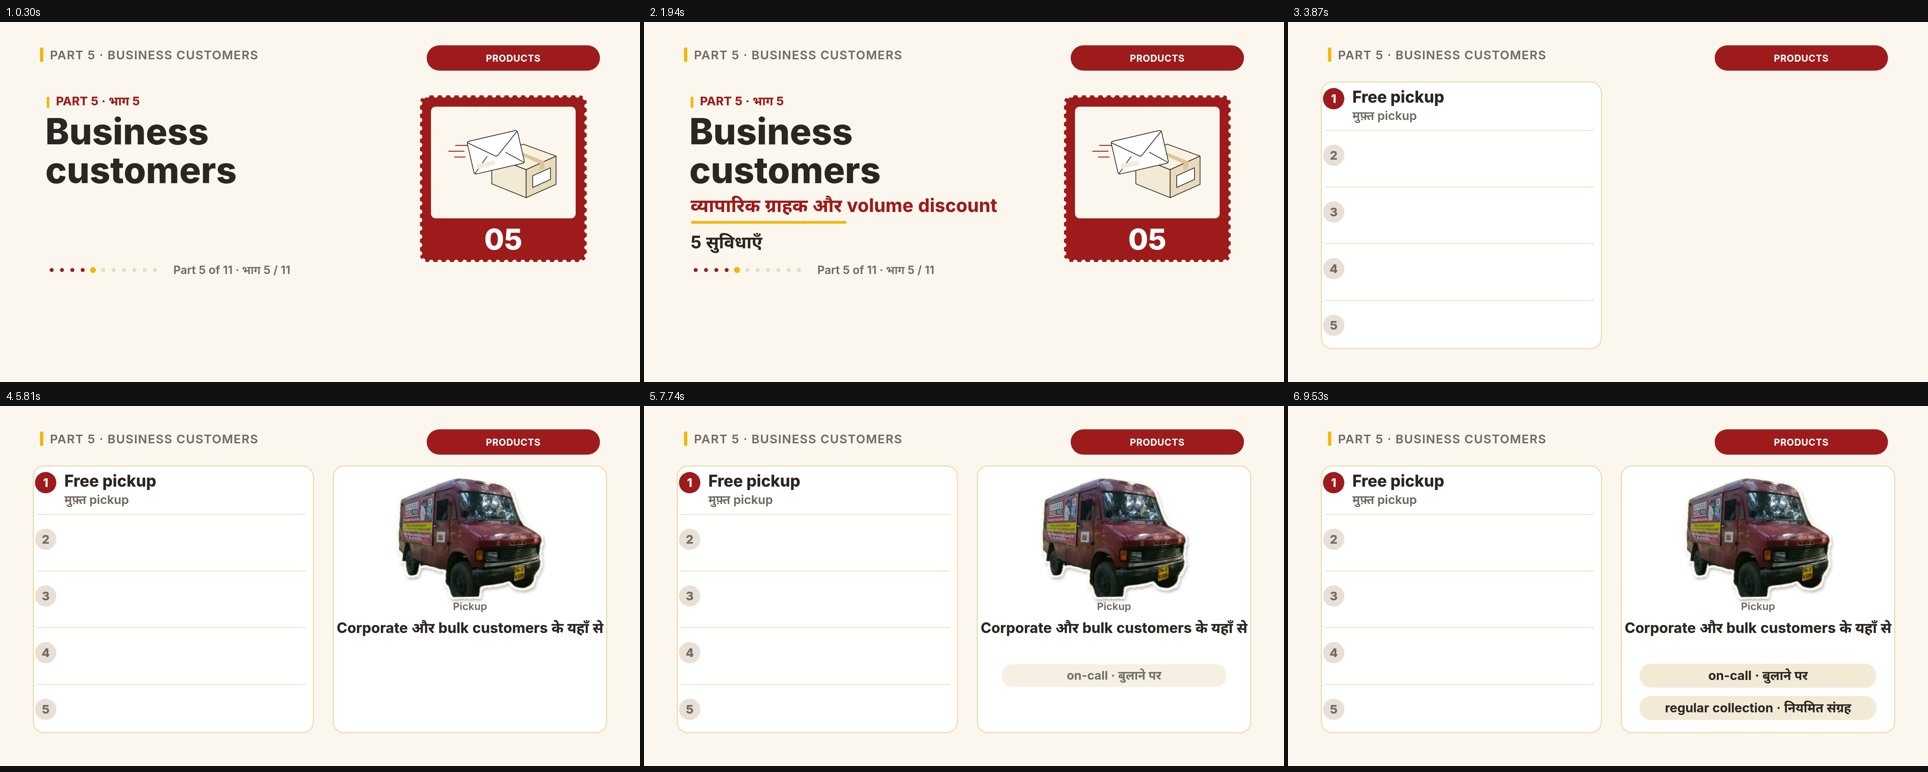 1. 0.30s
PART 5 · BUSINESS CUSTOMERS
PRODUCTS
PART 5 · भाग 5
Business
customers
05
Part 5 of 11 · भाग 5 / 11
2. 1.94s
PART 5 · BUSINESS CUSTOMERS
PRODUCTS
PART 5 · भाग 5
Business
customers
व्यापारिक ग्राहक और volume discount
5 सुविधाएँ
05
Part 5 of 11 · भाग 5 / 11
3. 3.87s
PART 5 · BUSINESS CUSTOMERS
PRODUCTS
1 Free pickup
मुफ़्त pickup
2
3
4
5
4. 5.81s
PART 5 · BUSINESS CUSTOMERS
PRODUCTS
1 Free pickup
मुफ़्त pickup
2
3
4
5
Pickup
Corporate और bulk customers के यहाँ से
5. 7.74s
PART 5 · BUSINESS CUSTOMERS
PRODUCTS
1 Free pickup
मुफ़्त pickup
2
3
4
5
Pickup
Corporate और bulk customers के यहाँ से
on-call · बुलाने पर
6. 9.53s
PART 5 · BUSINESS CUSTOMERS
PRODUCTS
1 Free pickup
मुफ़्त pickup
2
3
4
5
Pickup
Corporate और bulk customers के यहाँ से
on-call · बुलाने पर
regular collection · नियमित संग्रह